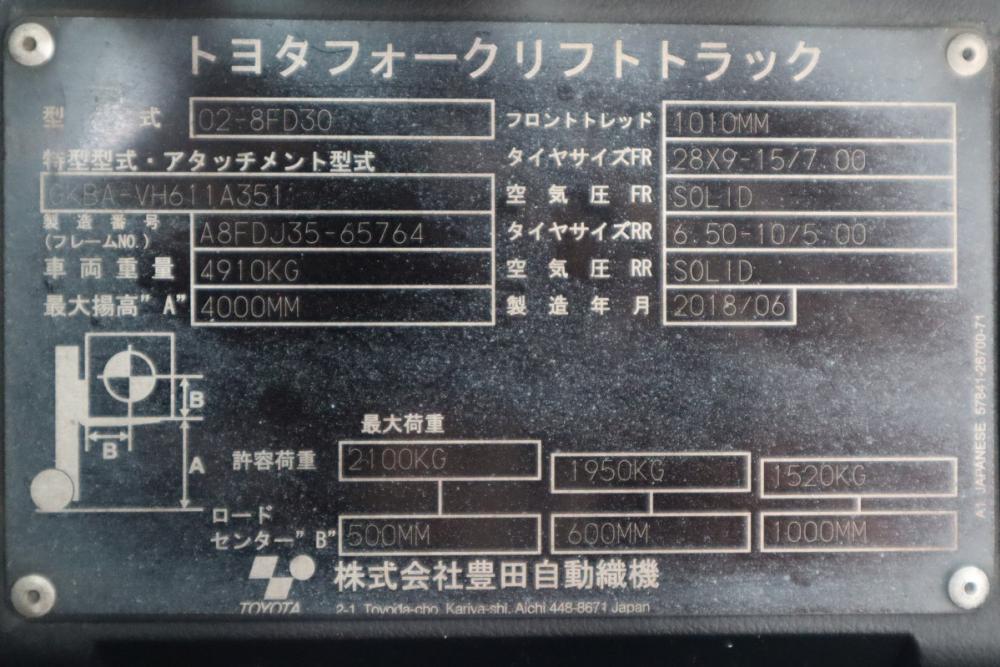 トヨタフォークリフトトラック
型 式 02-8FD30 フロントトレッド 1010MM
特型型式・アタッチメント型式 タイヤサイズFR 28X9-15/7.00
GKBA-VH611A351 空気圧 FR SOLID
製造番号 (フレームNO.) A8FDJ35-65764 タイヤサイズRR 6.50-10/5.00
車両重量 4910KG 空気圧 RR SOLID
最大揚高"A" 4000MM 製造年月 2018/06
B
B
A
最大荷重
許容荷重 2100KG 1950KG 1520KG
ロード
センター"B" 500MM 600MM 1000MM
株式会社豊田自動織機
TOYOTA 2-1, Toyoda-cho, Kariya-shi, Aichi 448-8671 Japan
A1 JAPANESE 57841-26700-71